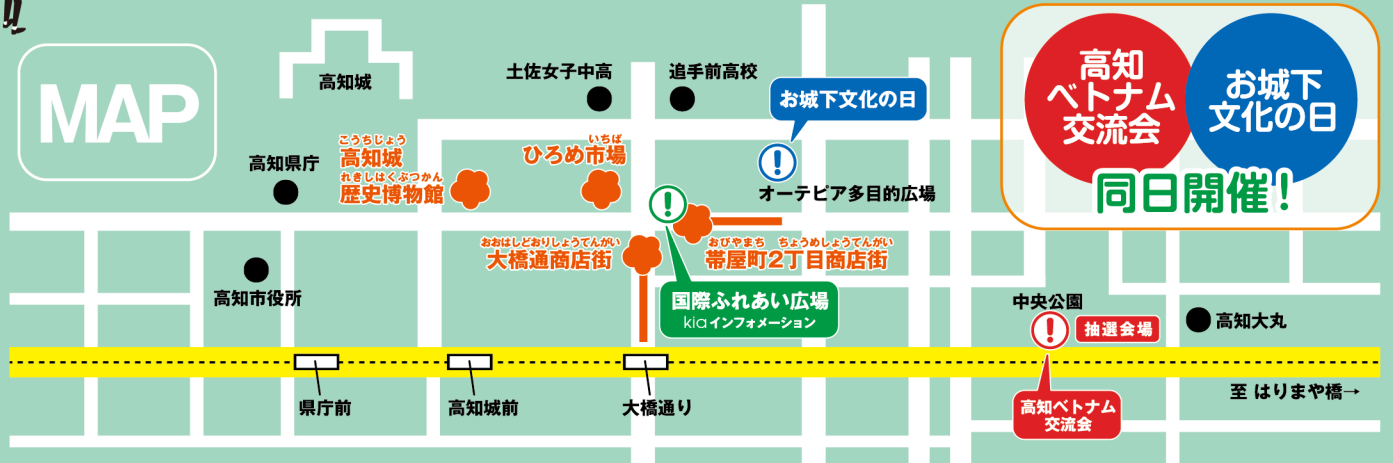 MAP
高知城
土佐女子中高
追手前高校
お城下文化の日
高知
ベトナム
交流会
お城下
文化の日
同日開催！
高知県庁
こうちじょう
高知城
れきしはくぶつかん
歴史博物館
いちば
ひろめ市場
オーテピア多目的広場
おおはしどおりしょうてんがい
大橋通商店街
おびやまち ちょうめしょうてんがい
帯屋町2丁目商店街
高知市役所
国際ふれあい広場
kiaインフォメーション
中央公園
抽選会場
高知大丸
県庁前
高知城前
大橋通り
高知ベトナム
交流会
至 はりまや橋→